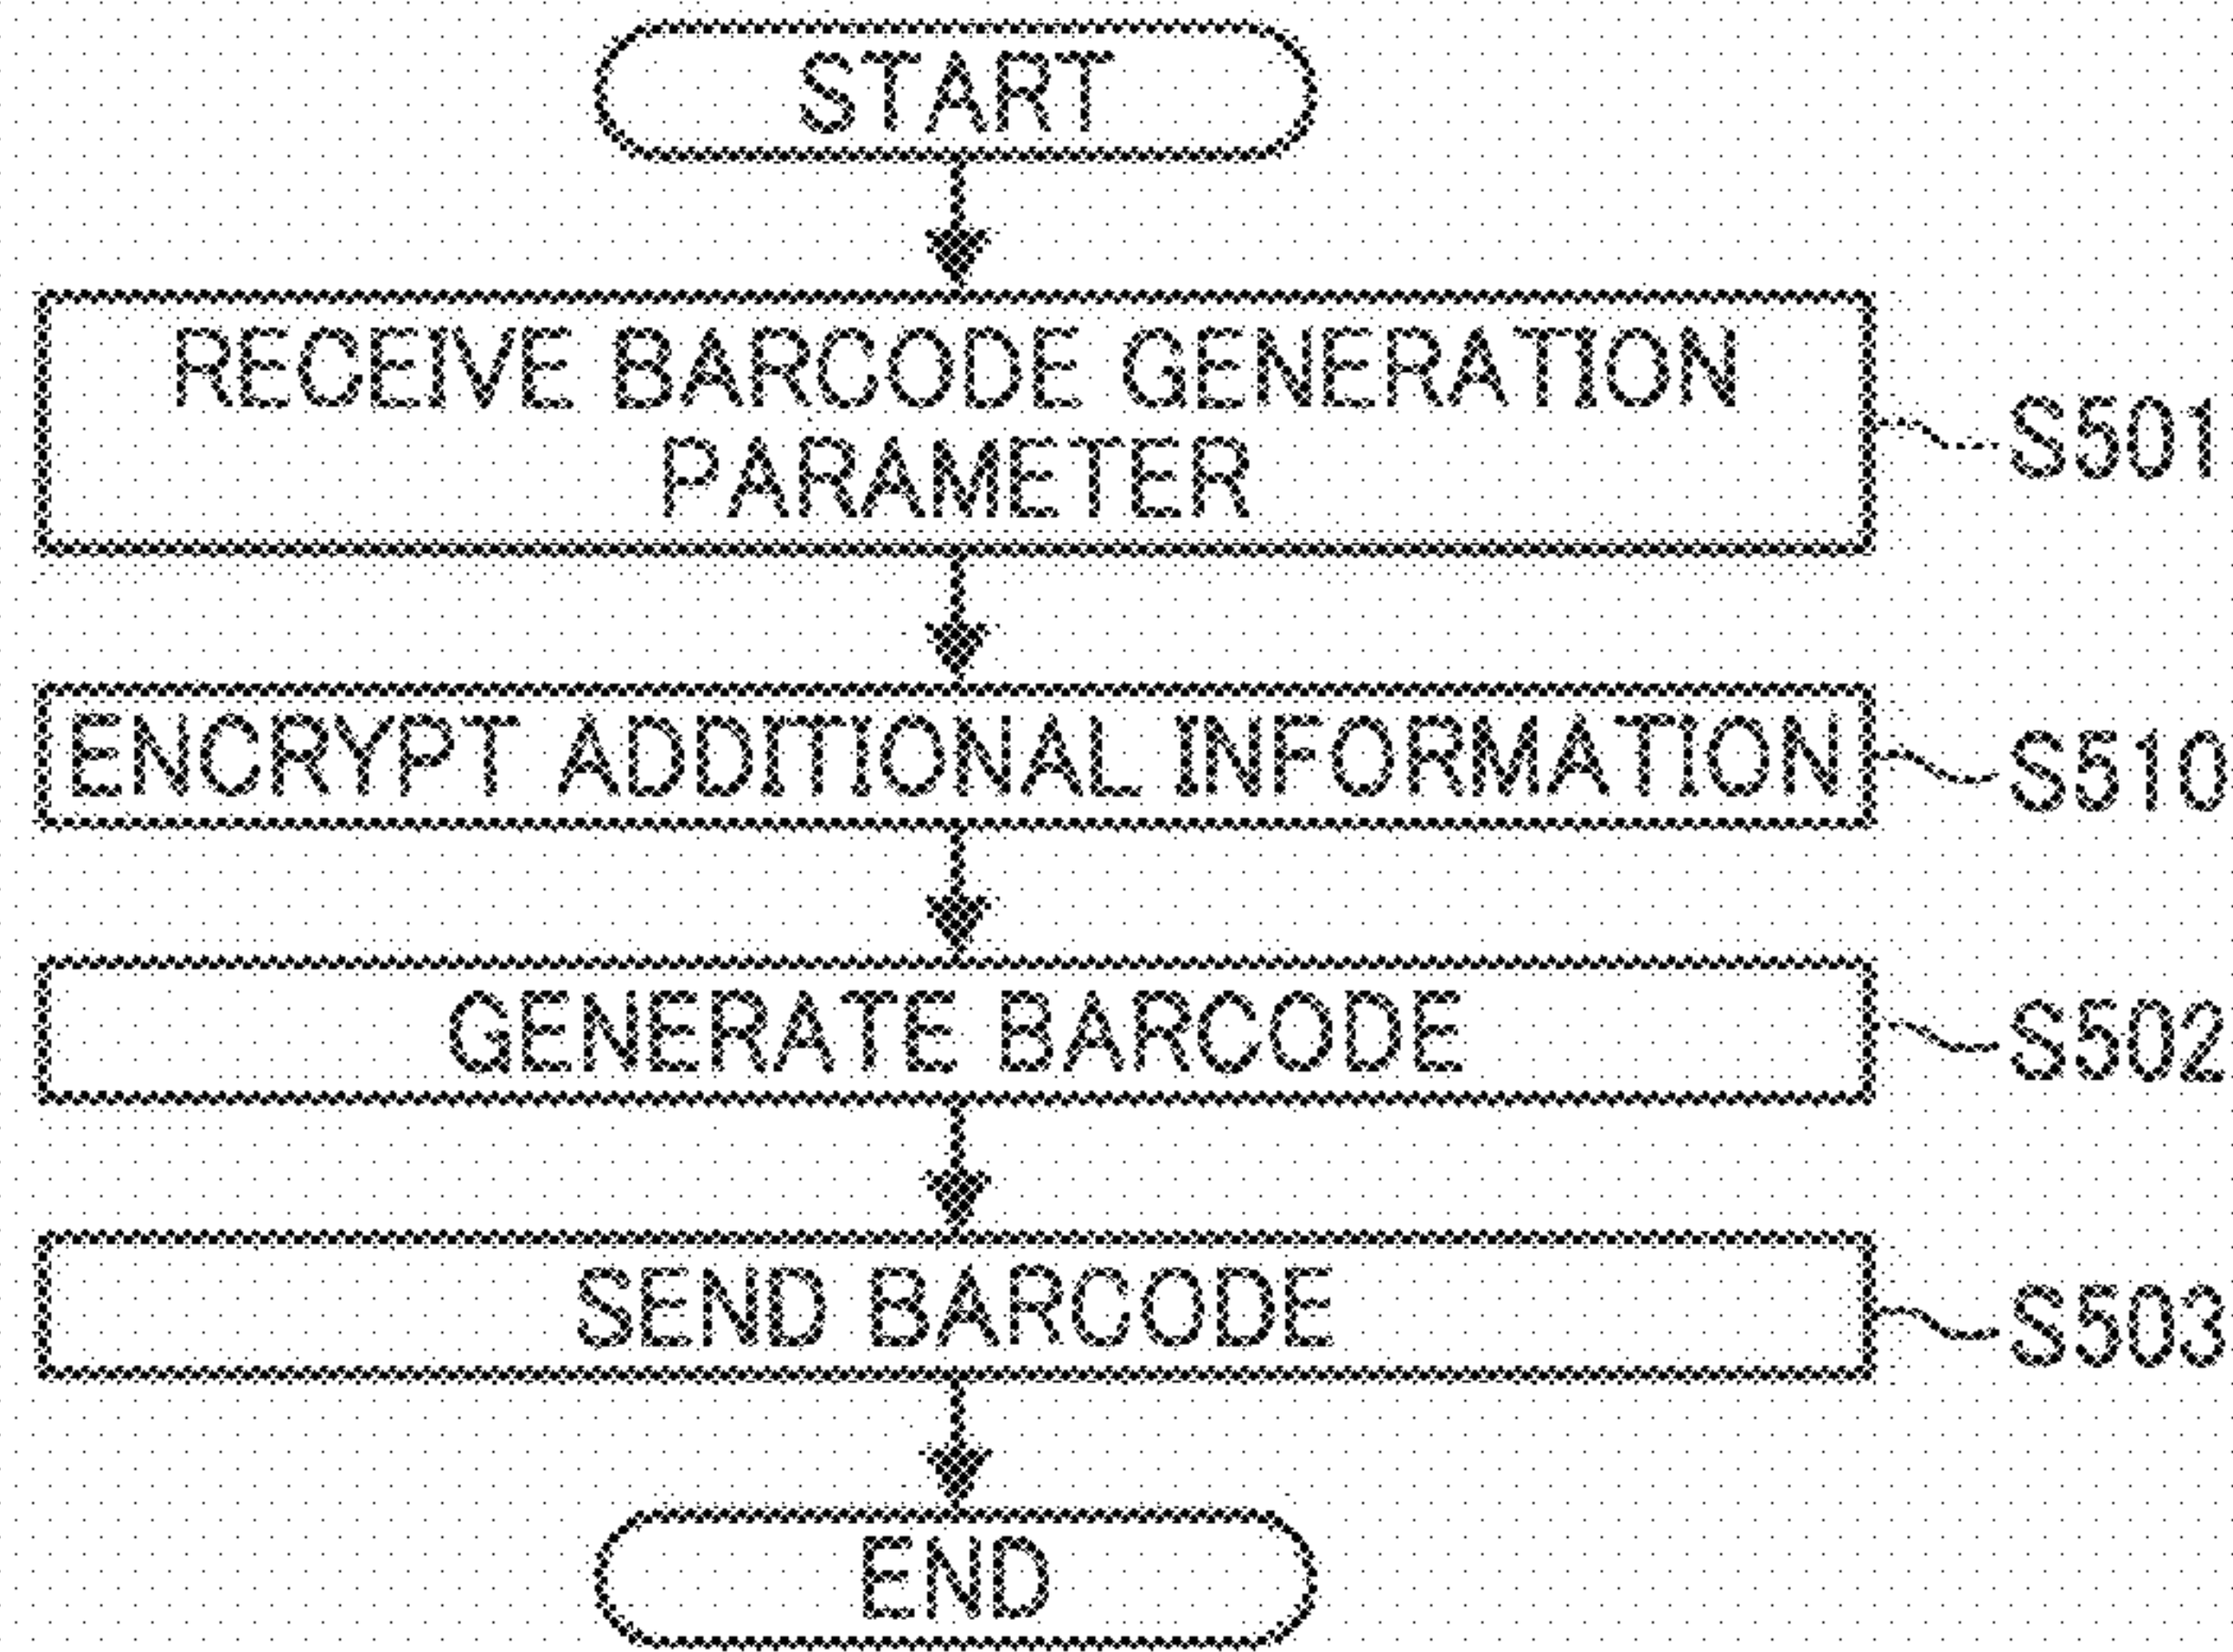 START
RECEIVE BARCODE GENERATION
PARAMETER
S501
ENCRYPT ADDITIONAL INFORMATION
S510
GENERATE BARCODE
S502
SEND BARCODE
S503
END